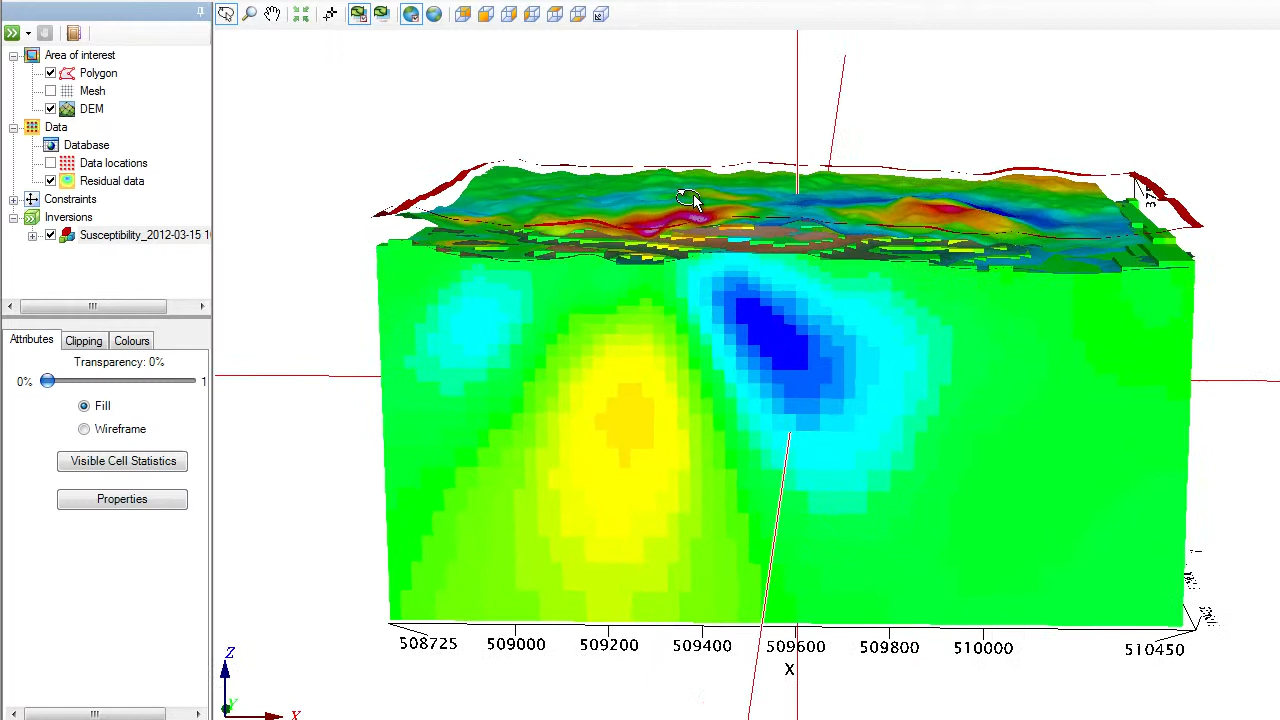 Area of interest
Polygon
Mesh
DEM
Data
Database
Data locations
Residual data
Constraints
Inversions
Susceptibility_2012-03-15 1
Attributes
Clipping
Colours
Transparency: 0%
0%
1
Fill
Wireframe
Visible Cell Statistics
Properties
508725
509000
509200
509400
509600
509800
510000
510450
X
Z
Y
X